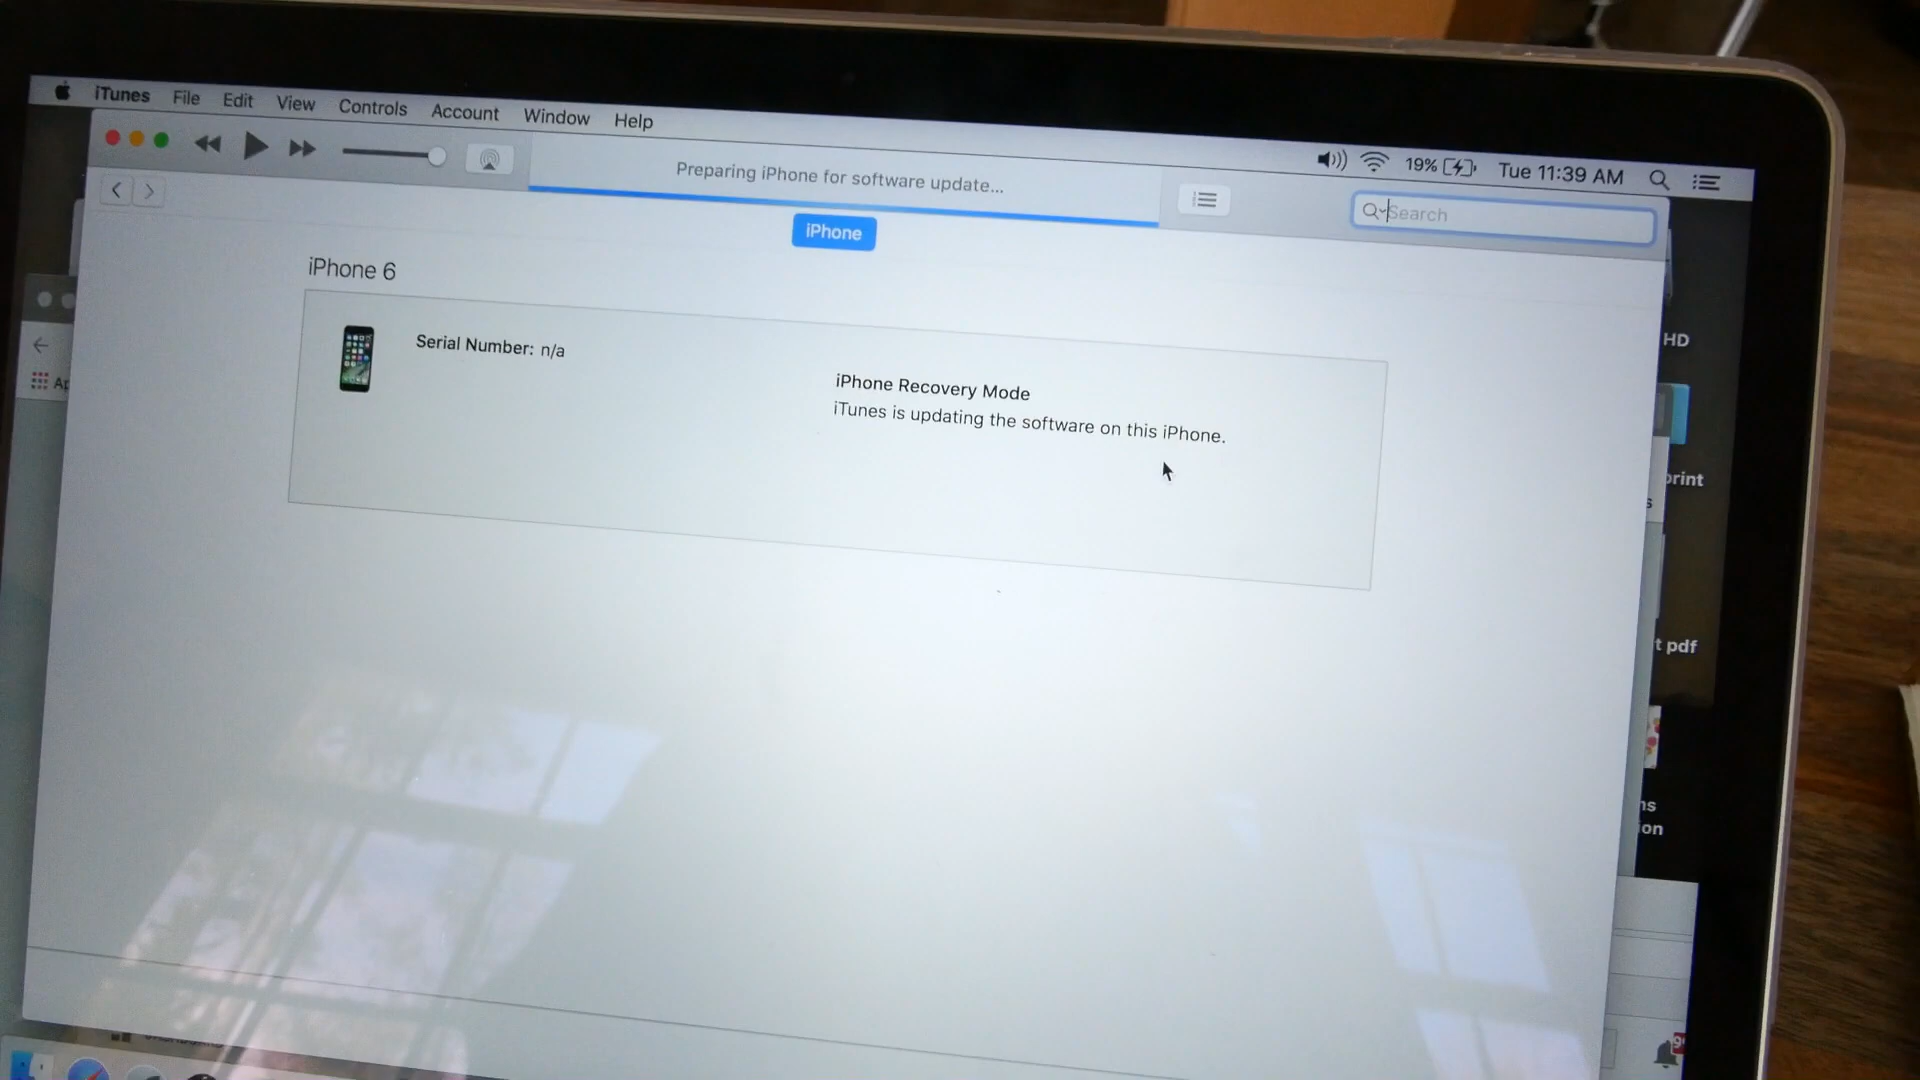 iTunes File Edit View Controls Account Window Help
19% Tue 11:39 AM
Preparing iPhone for software update...
Search
iPhone
iPhone 6
Serial Number: n/a
iPhone Recovery Mode
iTunes is updating the software on this iPhone.
HD
print
s
t pdf
ns
ion